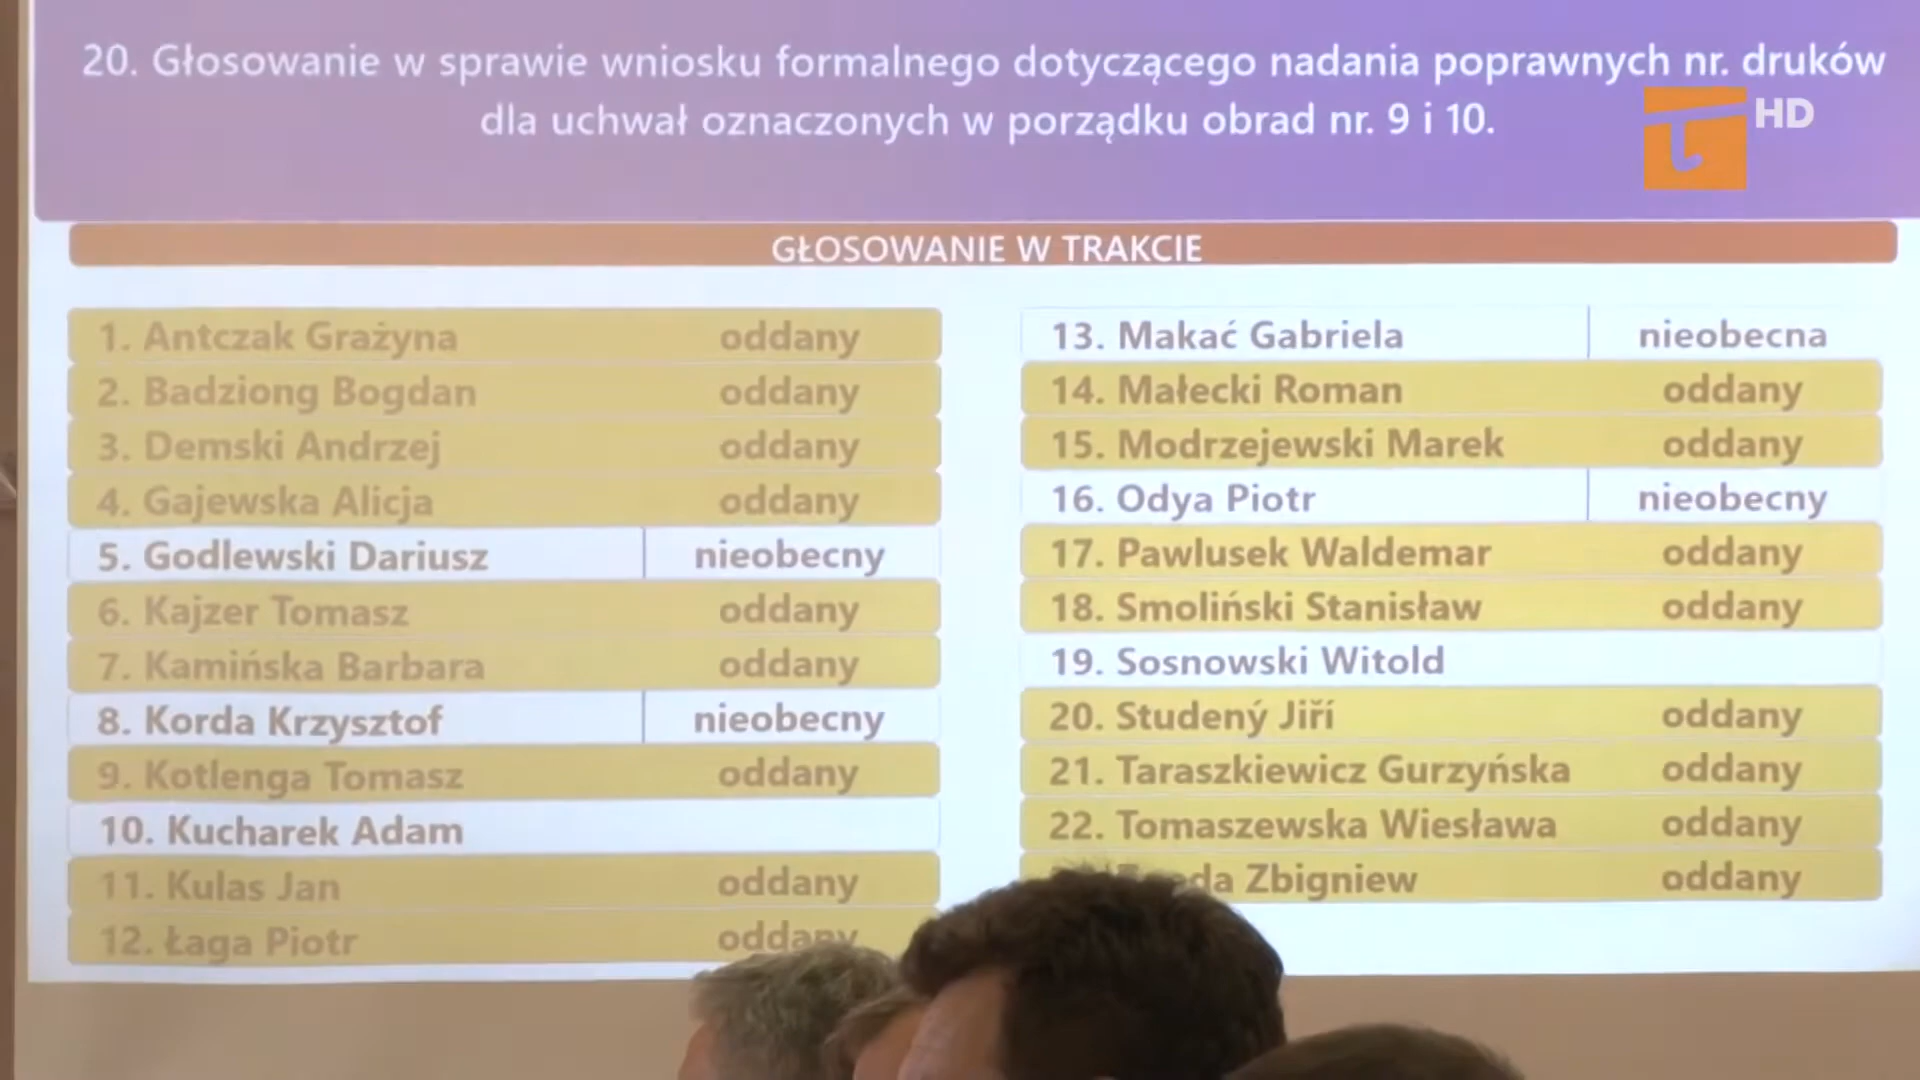 20. Głosowanie w sprawie wniosku formalnego dotyczącego nadania poprawnych nr. druków
dla uchwał oznaczonych w porządku obrad nr. 9 i 10.
HD
GŁOSOWANIE W TRAKCIE
1. Antczak Grażyna oddany
2. Badziong Bogdan oddany
3. Demski Andrzej oddany
4. Gajewska Alicja oddany
5. Godlewski Dariusz nieobecny
6. Kajzer Tomasz oddany
7. Kamińska Barbara oddany
8. Korda Krzysztof nieobecny
9. Kotlenga Tomasz oddany
10. Kucharek Adam
11. Kulas Jan oddany
12. Łaga Piotr oddany
13. Makać Gabriela nieobecna
14. Małecki Roman oddany
15. Modrzejewski Marek oddany
16. Odya Piotr nieobecny
17. Pawlusek Waldemar oddany
18. Smoliński Stanisław oddany
19. Sosnowski Witold
20. Studený Jiří oddany
21. Taraszkiewicz Gurzyńska oddany
22. Tomaszewska Wiesława oddany
Zbigniew oddany